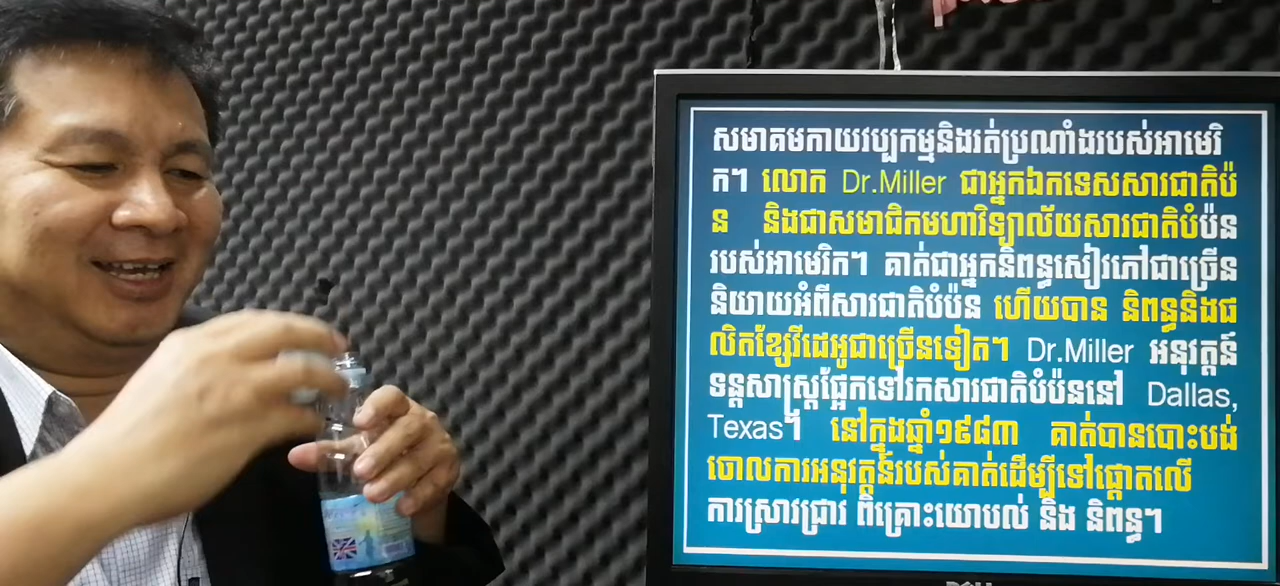 សមាគមកាយវប្បកម្មនិងរត់ប្រណាំងរបស់អាមេរិ
ក។ លោក Dr.Miller ជាអ្នកឯកទេសសារជាតិប៉
ន និងជាសមាជិកមហាវិទ្យាល័យសារជាតិបំប៉ន
របស់អាមេរិក។ គាត់ជាអ្នកនិពន្ធសៀវភៅជាច្រើន
និយាយអំពីសារជាតិបំប៉ន ហើយបាន និពន្ធនិងផ
លិតខ្សែវីដេអូជាច្រើនទៀត។ Dr.Miller អនុវត្តន៍
ទន្តសាស្ត្រផ្អែកទៅរកសារជាតិបំប៉ននៅ Dallas,
Texas។ នៅក្នុងឆ្នាំ១៩៨៣ គាត់បានបោះបង់
ចោលការអនុវត្តន៍របស់គាត់ដើម្បីទៅផ្តោតលើ
ការស្រាវជ្រាវ ពិគ្រោះយោបល់ និង និពន្ធ។